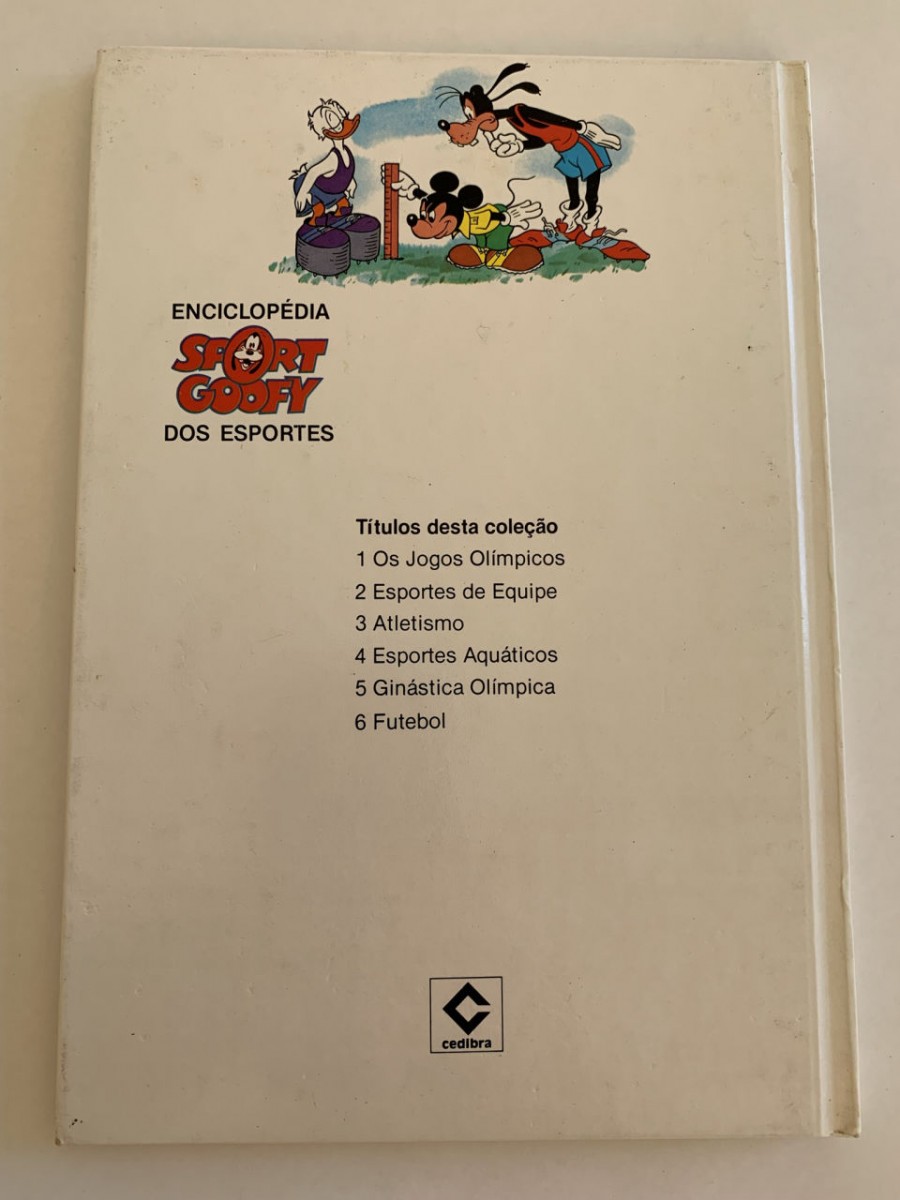 ENCICLOPÉDIA
SPORT
GOOFY
DOS ESPORTES
Títulos desta coleção
1 Os Jogos Olímpicos
2 Esportes de Equipe
3 Atletismo
4 Esportes Aquáticos
5 Ginástica Olímpica
6 Futebol
cedibra